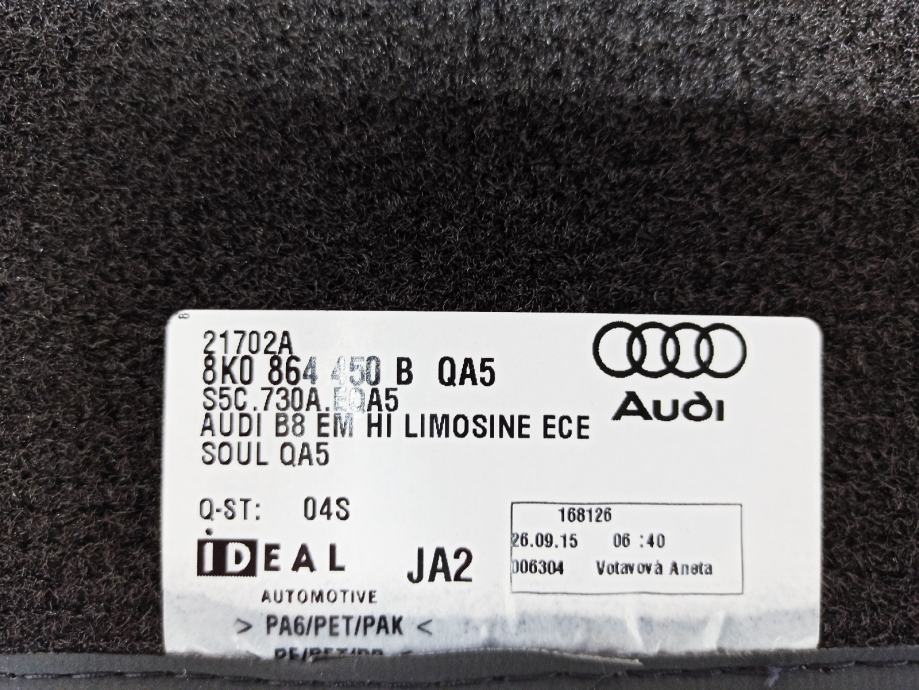 21702A
8K0 864 450 B QA5
S5C.730A.EQA5
AUDI B8 EM HI LIMOSINE ECE
SOUL QA5
Audi
Q-ST: 04S
168126
26.09.15 06 :40
006304 Votavovà Aneta
iDEAL
AUTOMOTIVE
JA2
> PA6/PET/PAK <